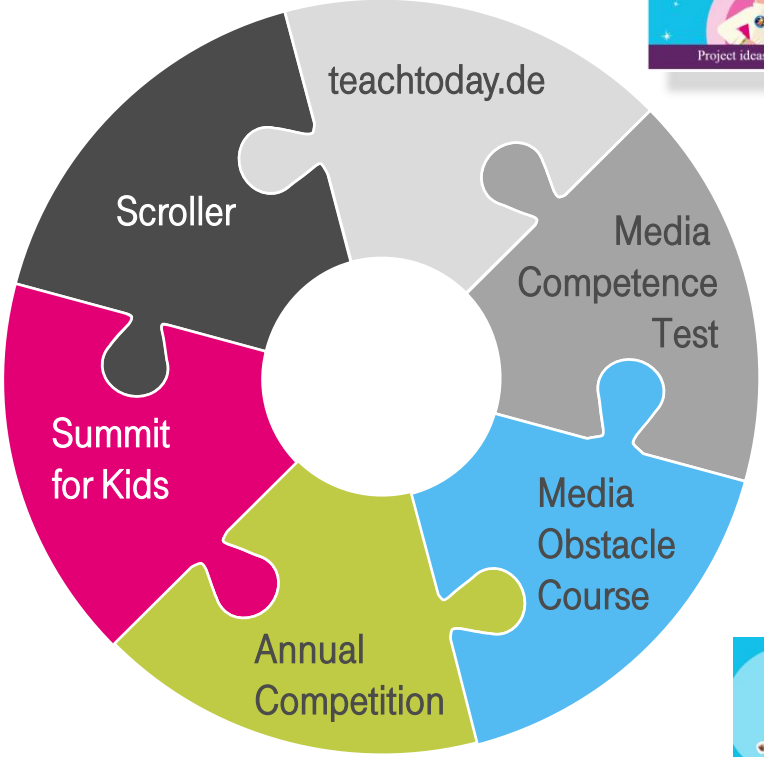 Project ideas
teachtoday.de
Scroller
Media
Competence
Test
Summit
for Kids
Media
Obstacle
Course
Annual
Competition